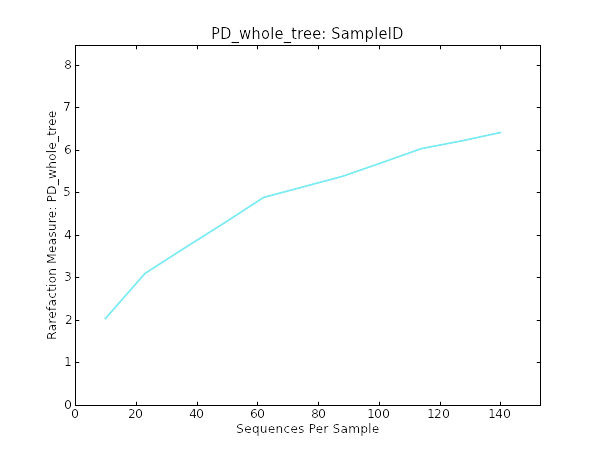 PD_whole_tree: SampleID
Rarefaction Measure: PD_whole_tree
8
7
6
5
4
3
2
1
0
0 20 40 60 80 100 120 140
Sequences Per Sample